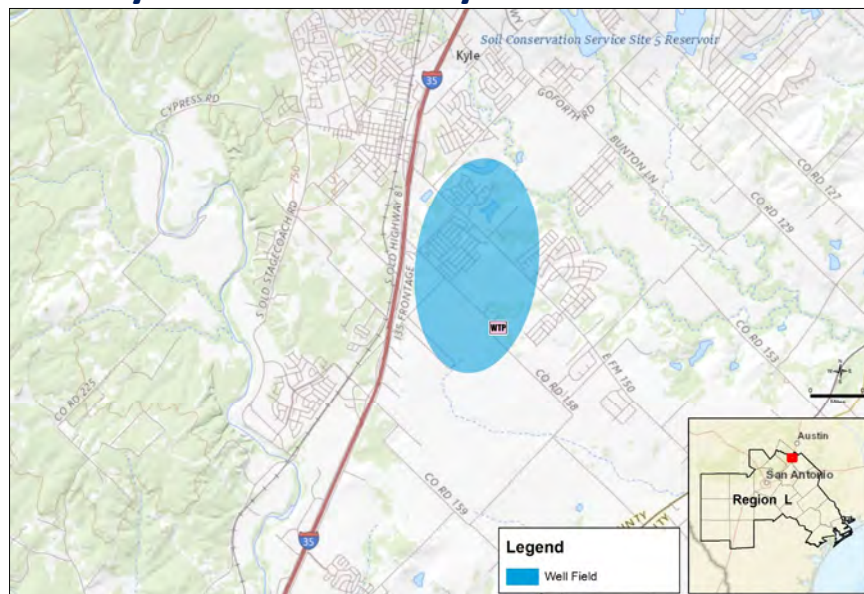 Soil Conservation Service Site 5 Reservoir
Kyle
35
GOFORTH RD
CYPRESS RD
BUNTON LN
CO RD 127
750
CO RD 129
S OLD STAGECOACH RD
S OLD HIGHWAY 81
I35 FRONTAGE
WTP
CO RD 153
E FM 150
CO RD 158
CO RD 225
CO RD 159
35
Austin
San Antonio
Region L
Legend
Well Field